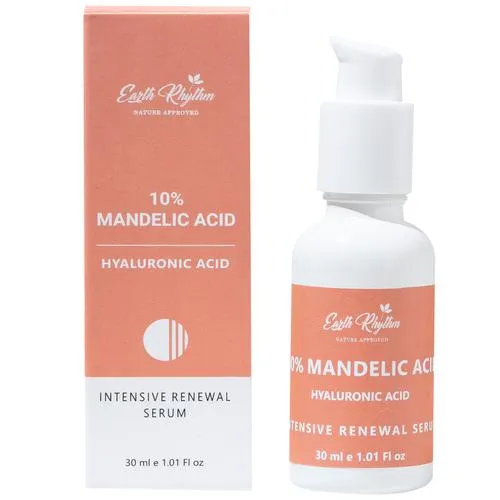 Earth Rhythm
NATURE APPROVED
10%
MANDELIC ACID
HYALURONIC ACID
INTENSIVE RENEWAL
SERUM
30 ml e 1.01 Fl oz
Earth Rhythm
NATURE APPROVED
0% MANDELIC ACI
HYALURONIC ACID
NTENSIVE RENEWAL SERU
30 ml e 1.01 Fl oz